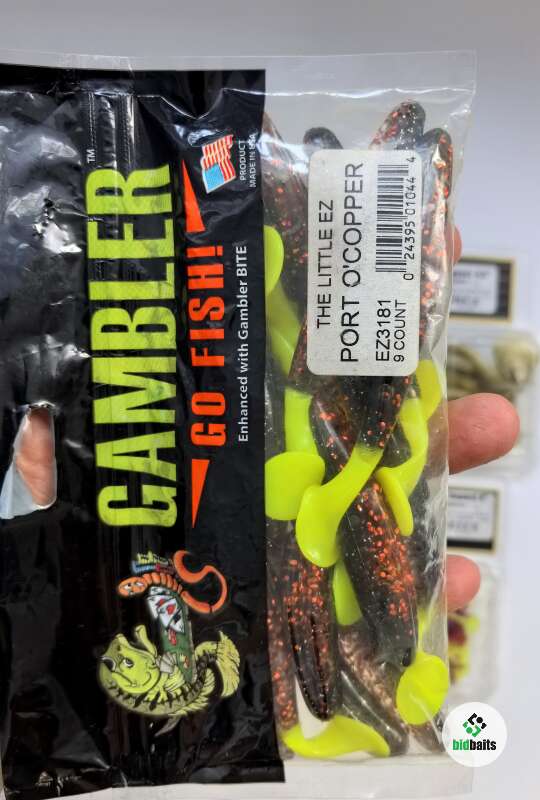 GAMBLER™
GO FISH!
Enhanced with Gambler BITE
PRODUCT
MADE IN USA
THE LITTLE EZ
PORT O'COPPER
EZ3181
9 COUNT
0 24395 01044 4
bidbaits